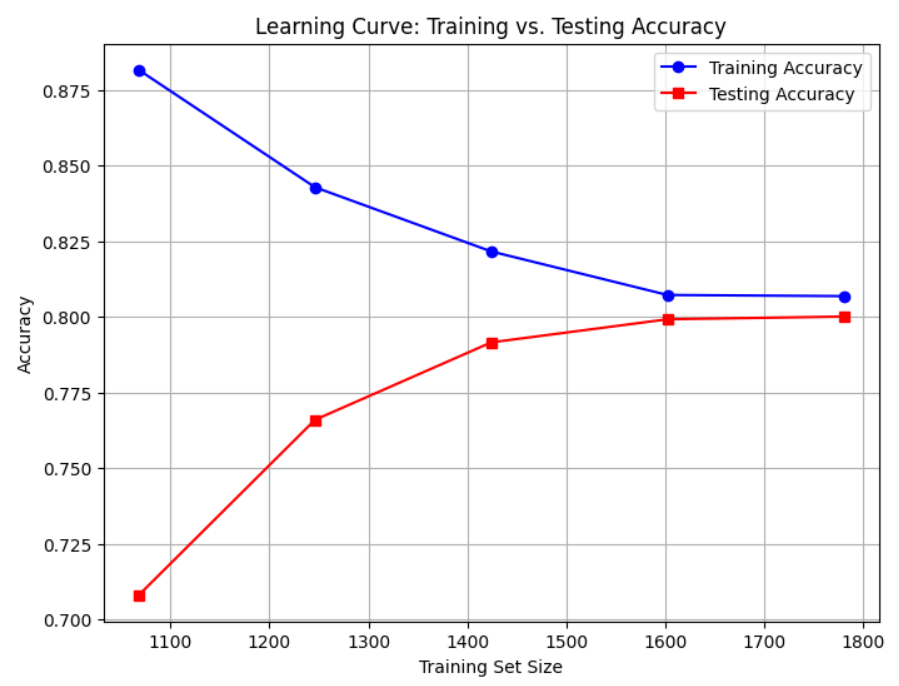 Learning Curve: Training vs. Testing Accuracy
Training Accuracy
Testing Accuracy
Accuracy
0.875
0.850
0.825
0.800
0.775
0.750
0.725
0.700
1100 1200 1300 1400 1500 1600 1700 1800
Training Set Size